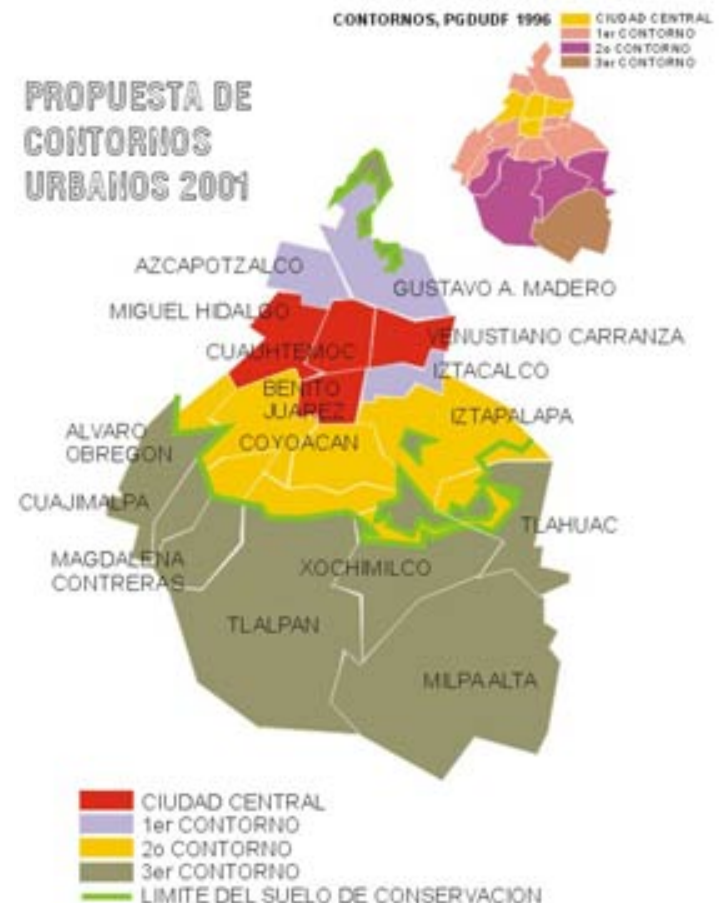 CONTORNOS, PGDUDF 1996
CIUDAD CENTRAL
1er CONTORNO
2o CONTORNO
3er CONTORNO
PROPUESTA DE
CONTORNOS
URBANOS 2001
AZCAPOTZALCO
GUSTAVO A. MADERO
MIGUEL HIDALGO
VENUSTIANO CARRANZA
CUAUHTEMOC
IZTACALCO
BENITO
JUAREZ
IZTAPALAPA
ALVARO
OBREGON
COYOACAN
CUAJIMALPA
TLAHUAC
MAGDALENA
CONTRERAS
XOCHIMILCO
TLALPAN
MILPA ALTA
CIUDAD CENTRAL
1er CONTORNO
2o CONTORNO
3er CONTORNO
LIMITE DEL SUELO DE CONSERVACION